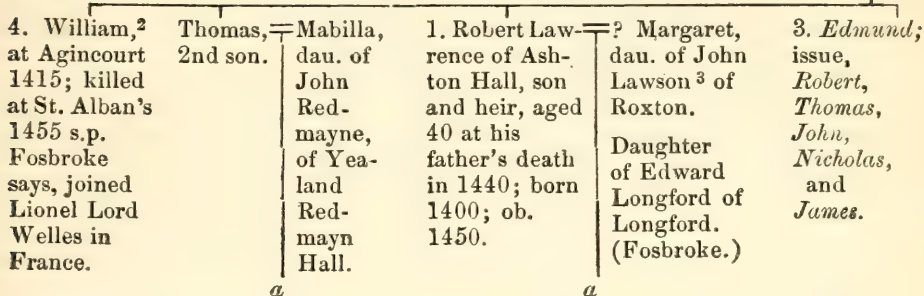 4. William,²
at Agincourt
1415; killed
at St. Alban's
1455 s.p.
Fosbroke
says, joined
Lionel Lord
Welles in
France.
Thomas,
2nd son.
Mabilla,
dau. of
John
Red-
mayne,
of Yea-
land
Red-
mayn
Hall.
a
1. Robert Law-
rence of Ash-
ton Hall, son
and heir, aged
40 at his
father's death
in 1440; born
1400; ob.
1450.
? Margaret,
dau. of John
Lawson ³ of
Roxton.
Daughter
of Edward
Longford of
Longford.
(Fosbroke.)
a
3. Edmund;
issue,
Robert,
Thomas,
John,
Nicholas,
and
James.